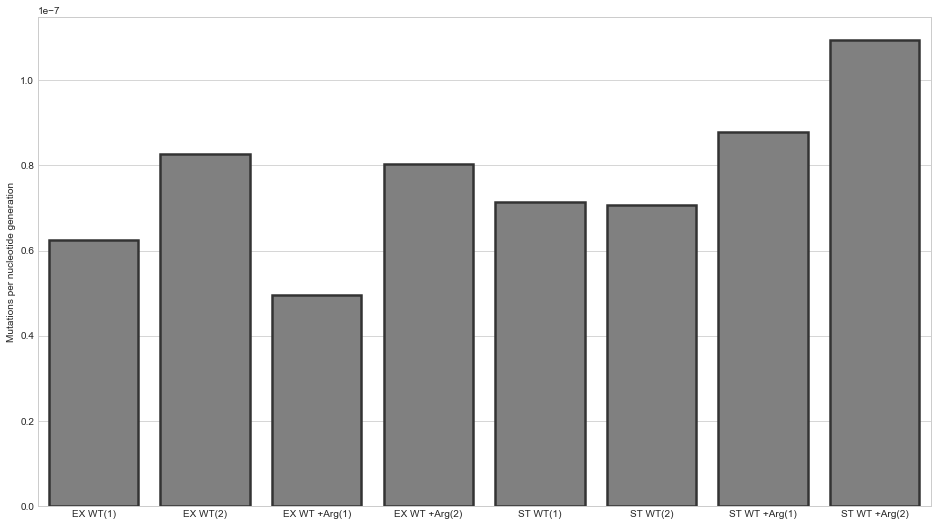 1e−7
Mutations per nucleotide generation
1.0
0.8
0.6
0.4
0.2
0.0
EX WT(1) EX WT(2) EX WT +Arg(1) EX WT +Arg(2) ST WT(1) ST WT(2) ST WT +Arg(1) ST WT +Arg(2)